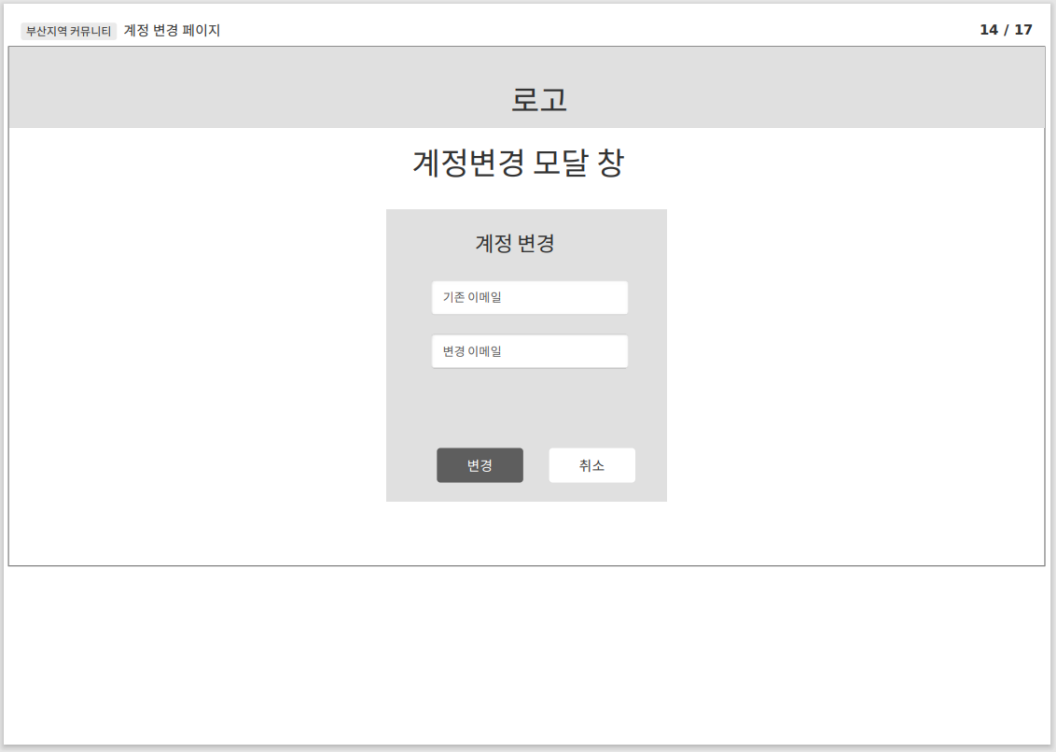 부산지역 커뮤니티 계정 변경 페이지 14 / 17
로고
계정변경 모달 창
계정 변경
기존 이메일
변경 이메일
변경 취소